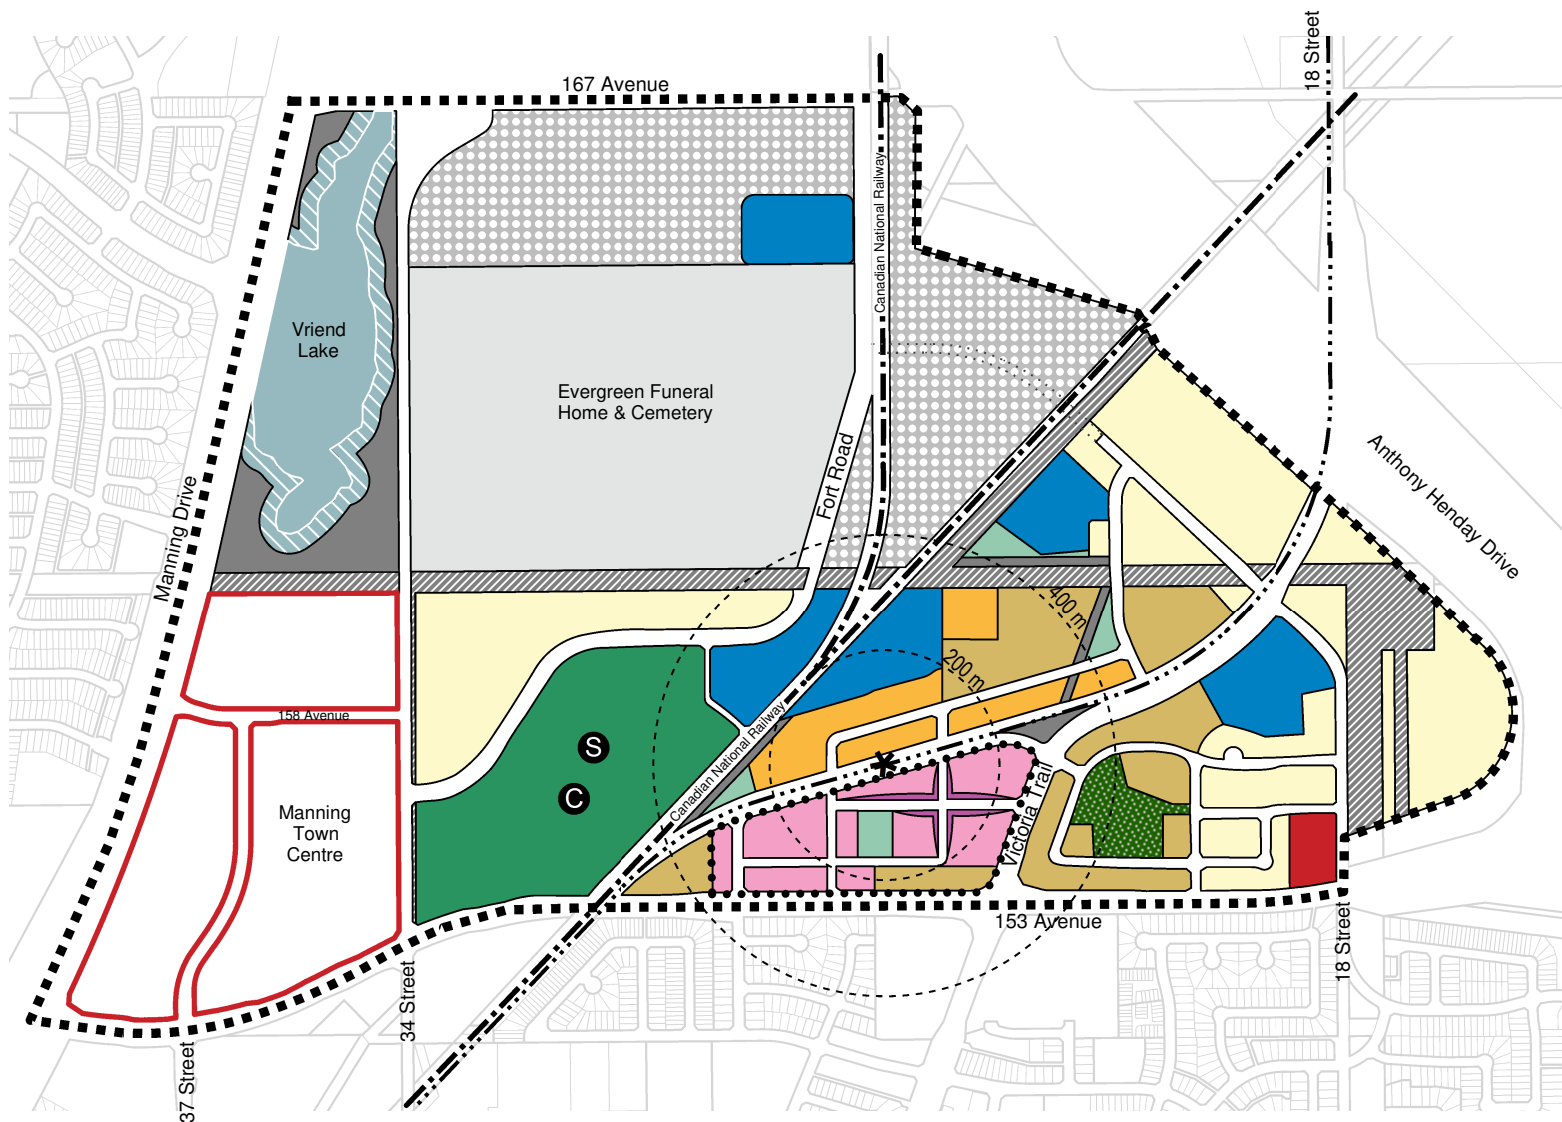 18 Street
167 Avenue
Canadian National Railway
Vriend
Lake
Evergreen Funeral
Home & Cemetery
Fort Road
Anthony Henday Drive
Manning Drive
400 m
200 m
158 Avenue
S
C
Canadian National Railway
Manning
Town
Centre
Victoria Trail
153 Avenue
34 Street
18 Street
37 Street